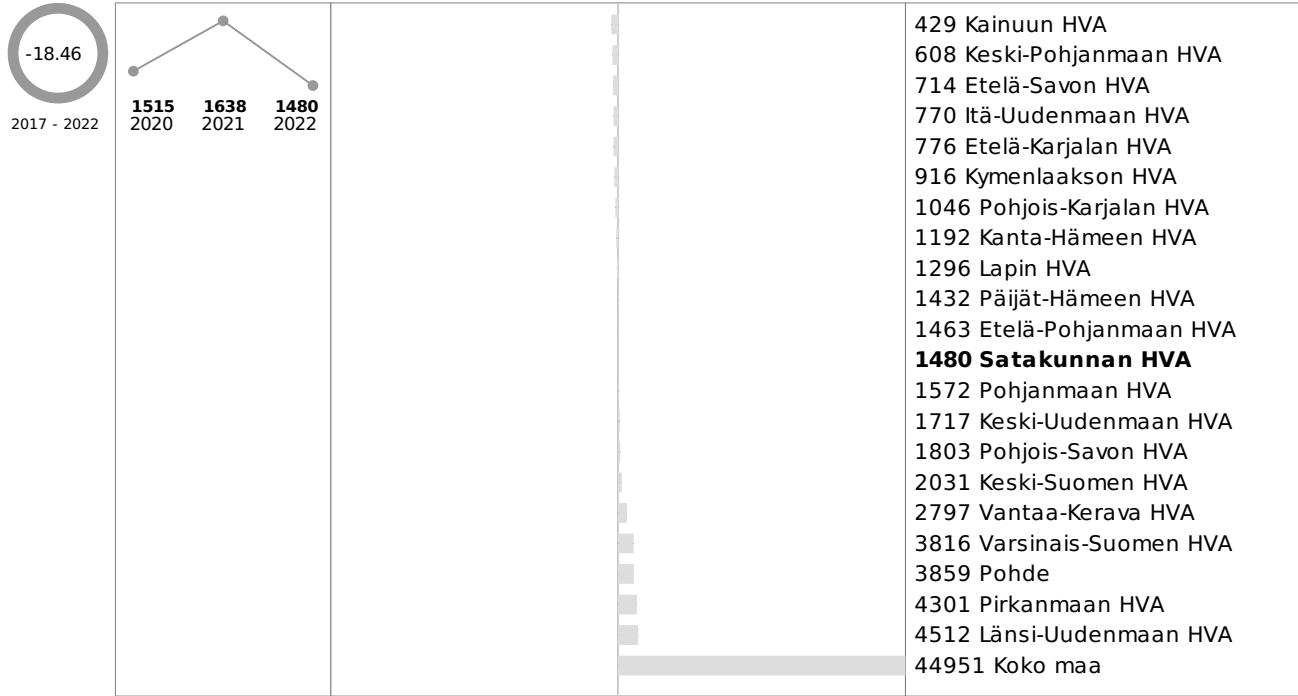 -18.46
2017 - 2022
1515 1638 1480
2020 2021 2022
429 Kainuun HVA
608 Keski-Pohjanmaan HVA
714 Etelä-Savon HVA
770 Itä-Uudenmaan HVA
776 Etelä-Karjalan HVA
916 Kymenlaakson HVA
1046 Pohjois-Karjalan HVA
1192 Kanta-Hämeen HVA
1296 Lapin HVA
1432 Päijät-Hämeen HVA
1463 Etelä-Pohjanmaan HVA
1480 Satakunnan HVA
1572 Pohjanmaan HVA
1717 Keski-Uudenmaan HVA
1803 Pohjois-Savon HVA
2031 Keski-Suomen HVA
2797 Vantaa-Kerava HVA
3816 Varsinais-Suomen HVA
3859 Pohde
4301 Pirkanmaan HVA
4512 Länsi-Uudenmaan HVA
44951 Koko maa